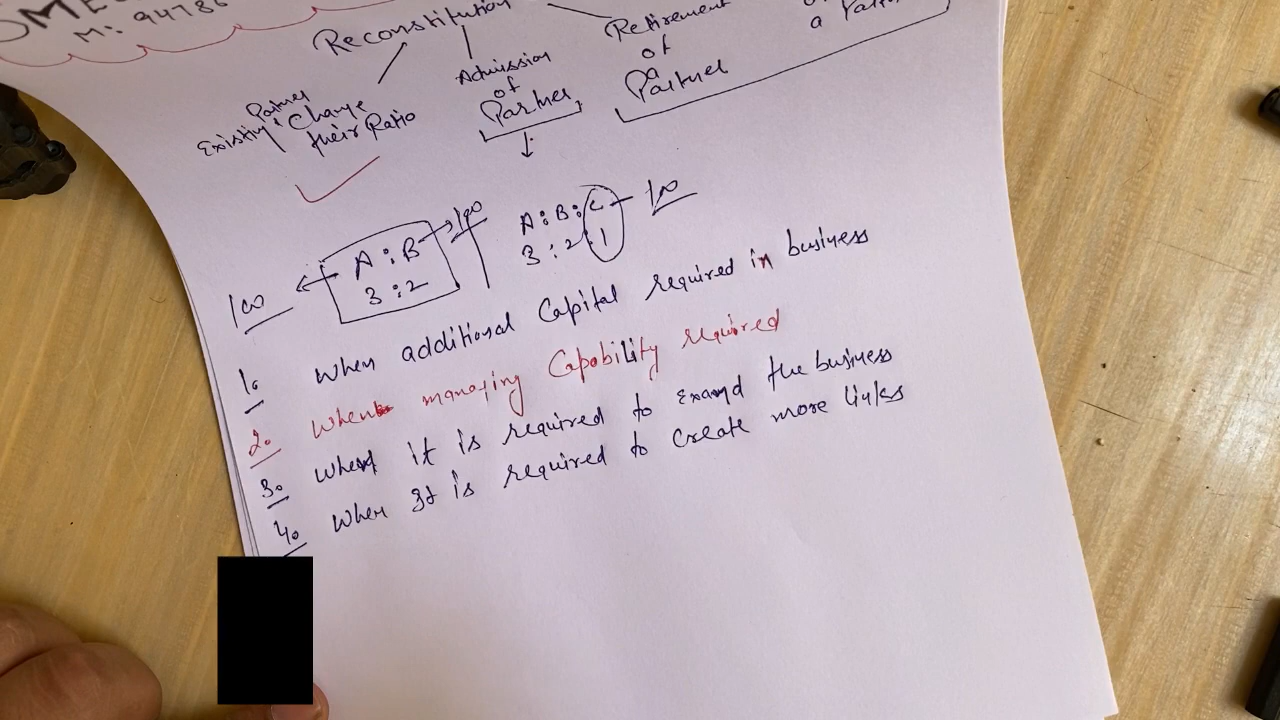 M: 94786
Reconstitution
Retirement
of
a
Partner
a Partn
Admission
of
Partner
Partner
Existing Change
their Ratio
A : B
3 : 2
100
100
A : B : C
3 : 2 : 1
100
1. When additional Capital required in business
2. When managing Capability required
3. When it is required to Exand the business
4. When It is required to Create more links